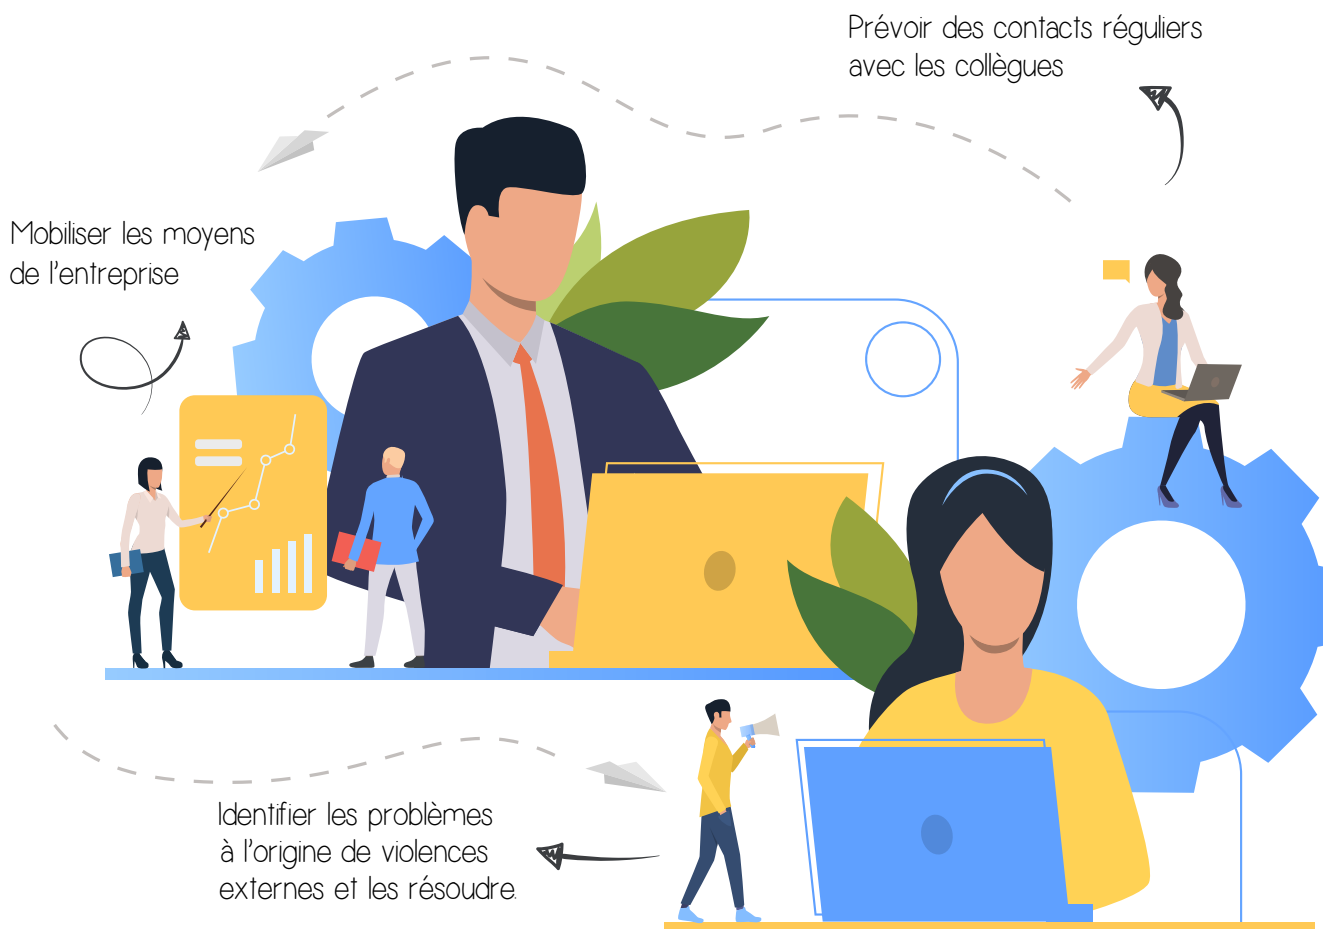 Prévoir des contacts réguliers
avec les collègues
Mobiliser les moyens
de l'entreprise
Identifier les problèmes
à l'origine de violences
externes et les résoudre.